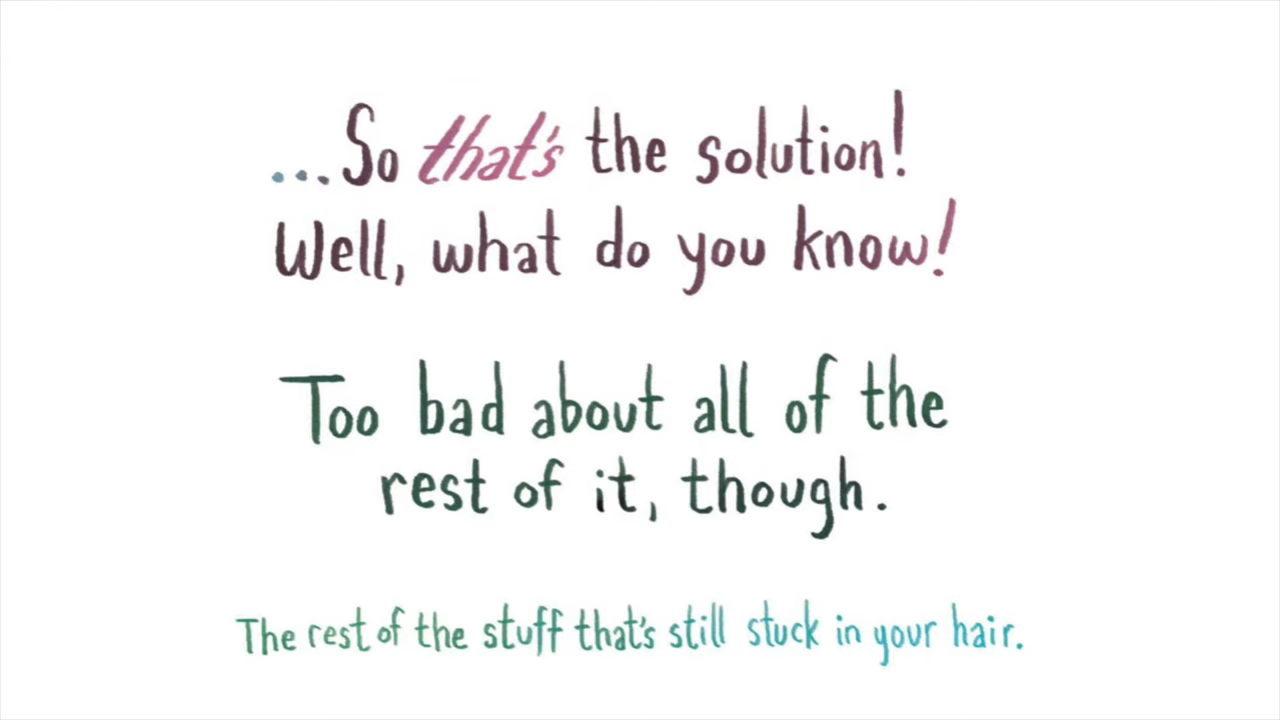 ...So that's the solution!
Well, what do you know!
Too bad about all of the
rest of it, though.
The rest of the stuff that's still stuck in your hair.